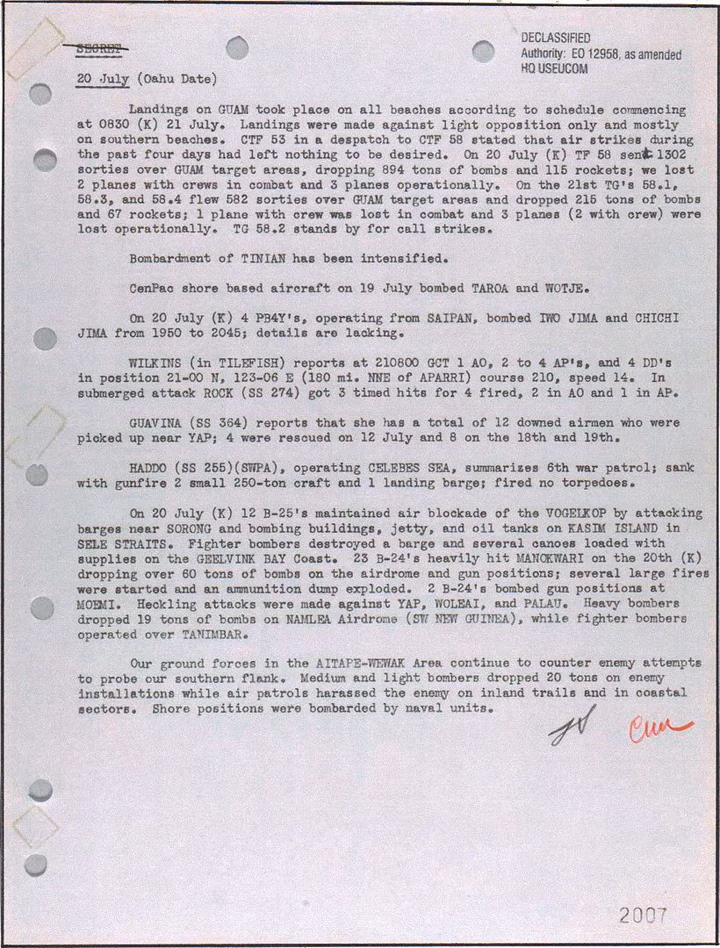 SECRET
DECLASSIFIED
Authority: EO 12958, as amended
HQ USEUCOM
20 July (Oahu Date)
Landings on GUAM took place on all beaches according to schedule commencing
at 0830 (K) 21 July. Landings were made against light opposition only and mostly
on southern beaches. CTF 53 in a despatch to CTF 58 stated that air strikes during
the past four days had left nothing to be desired. On 20 July (K) TF 58 sent 1302
sorties over GUAM target areas, dropping 894 tons of bombs and 115 rockets; we lost
2 planes with crews in combat and 3 planes operationally. On the 21st TG's 58.1,
58.3, and 58.4 flew 582 sorties over GUAM target areas and dropped 215 tons of bombs
and 67 rockets; 1 plane with crew was lost in combat and 3 planes (2 with crew) were
lost operationally. TG 58.2 stands by for call strikes.
Bombardment of TINIAN has been intensified.
CenPac shore based aircraft on 19 July bombed TAROA and WOTJE.
On 20 July (K) 4 PB4Y's, operating from SAIPAN, bombed IWO JIMA and CHICHI
JIMA from 1950 to 2045; details are lacking.
WILKINS (in TILEFISH) reports at 210800 GCT 1 AO, 2 to 4 AP's, and 4 DD's
in position 21-00 N, 123-06 E (180 mi. NNE of APARRI) course 210, speed 14. In
submerged attack ROCK (SS 274) got 3 timed hits for 4 fired, 2 in AO and 1 in AP.
GUAVINA (SS 364) reports that she has a total of 12 downed airmen who were
picked up near YAP; 4 were rescued on 12 July and 8 on the 18th and 19th.
HADDO (SS 255)(SWPA), operating CELEBES SEA, summarizes 6th war patrol; sank
with gunfire 2 small 250-ton craft and 1 landing barge; fired no torpedoes.
On 20 July (K) 12 B-25's maintained air blockade of the VOGELKOP by attacking
barges near SORONG and bombing buildings, jetty, and oil tanks on KASIM ISLAND in
SELE STRAITS. Fighter bombers destroyed a barge and several canoes loaded with
supplies on the GEELVINK BAY Coast. 23 B-24's heavily hit MANOKWARI on the 20th (K)
dropping over 60 tons of bombs on the airdrome and gun positions; several large fires
were started and an ammunition dump exploded. 2 B-24's bombed gun positions at
MOEMI. Heckling attacks were made against YAP, WOLEAI, and PALAU. Heavy bombers
dropped 19 tons of bombs on NAMLEA Airdrome (SW NEW GUINEA), while fighter bombers
operated over TANIMBAR.
Our ground forces in the AITAPE-WEWAK Area continue to counter enemy attempts
to probe our southern flank. Medium and light bombers dropped 20 tons on enemy
installations while air patrols harassed the enemy on inland trails and in coastal
sectors. Shore positions were bombarded by naval units.
2007